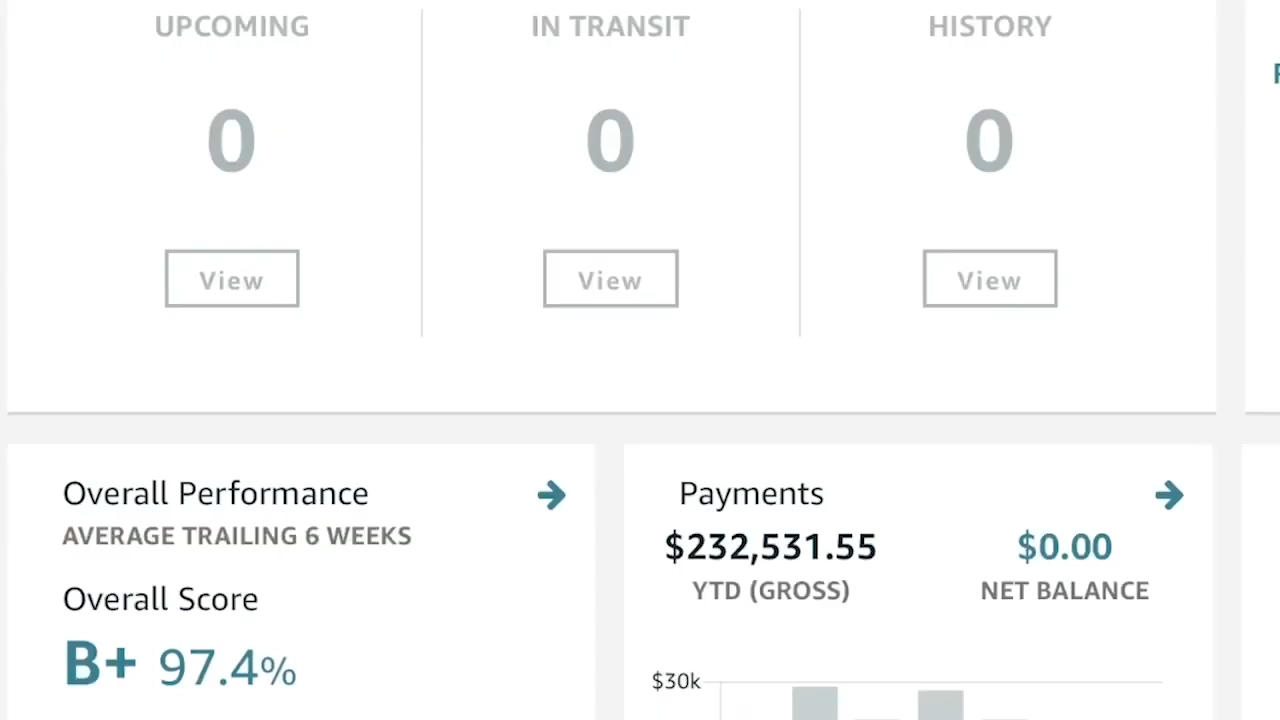 UPCOMING
IN TRANSIT
HISTORY
0
0
0
View
View
View
Overall Performance
AVERAGE TRAILING 6 WEEKS
Overall Score
B+ 97.4%
Payments
$232,531.55
$0.00
YTD (GROSS)
NET BALANCE
$30k